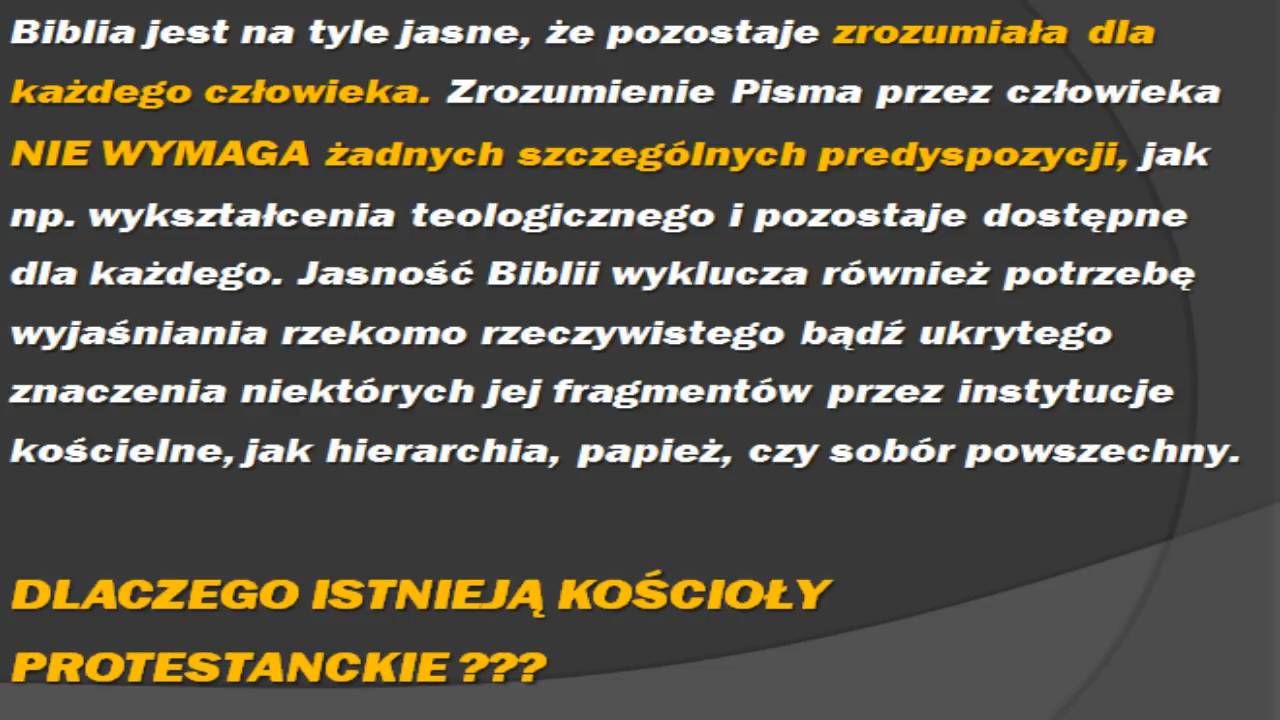 Biblia jest na tyle jasne, że pozostaje zrozumiała dla
każdego człowieka. Zrozumienie Pisma przez człowieka
NIE WYMAGA żadnych szczególnych predyspozycji, jak
np. wykształcenia teologicznego i pozostaje dostępne
dla każdego. Jasność Biblii wyklucza również potrzebę
wyjaśniania rzekomo rzeczywistego bądź ukrytego
znaczenia niektórych jej fragmentów przez instytucje
kościelne, jak hierarchia, papież, czy sobór powszechny.
DLACZEGO ISTNIEJĄ KOŚCIOŁY
PROTESTANCKIE ???